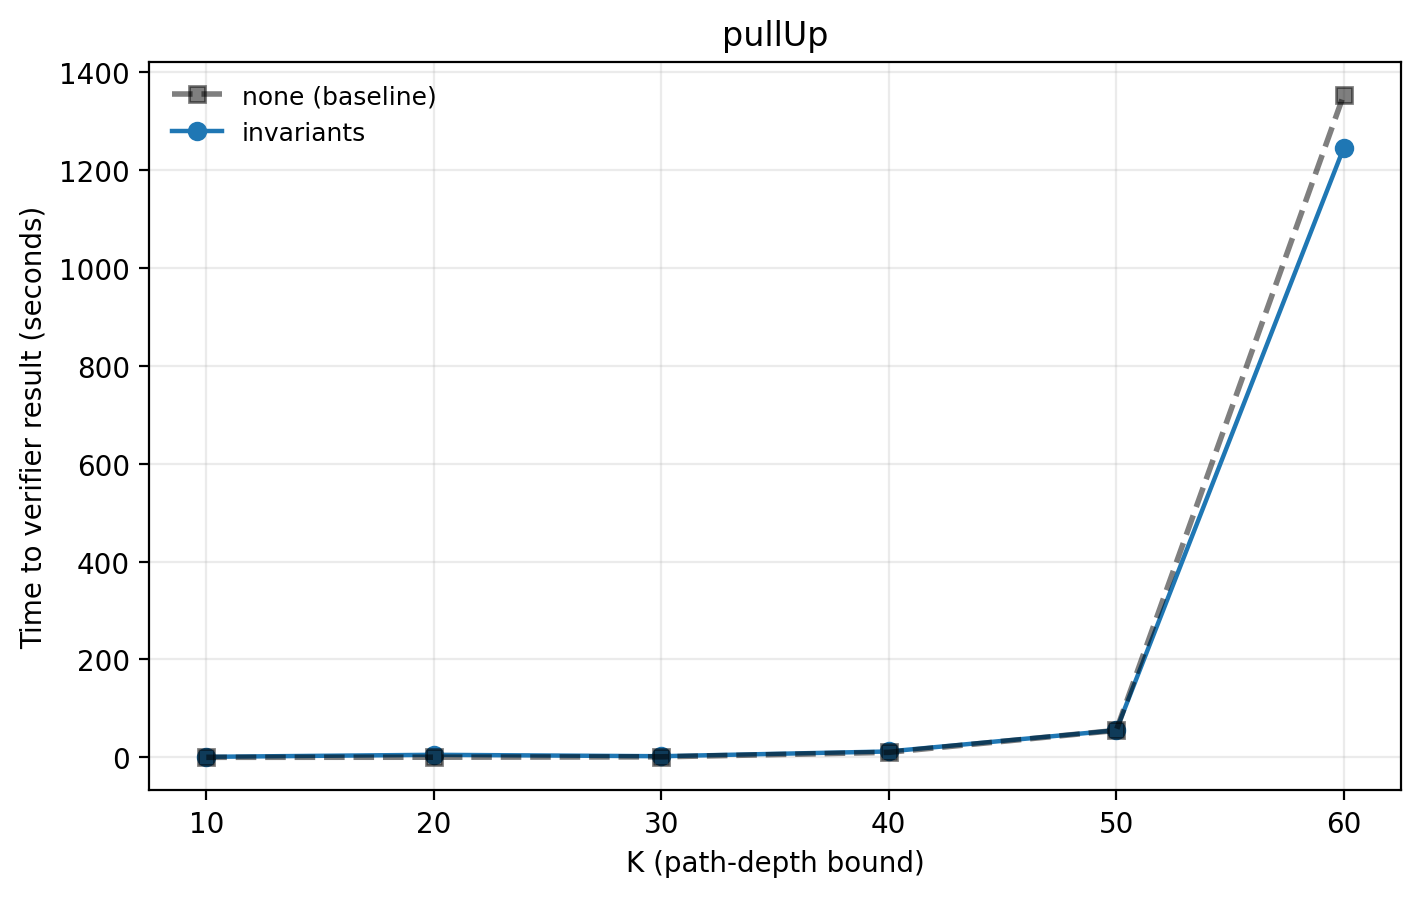 pullUp
none (baseline)
invariants
Time to verifier result (seconds)
1400
1200
1000
800
600
400
200
0
10 20 30 40 50 60
K (path-depth bound)